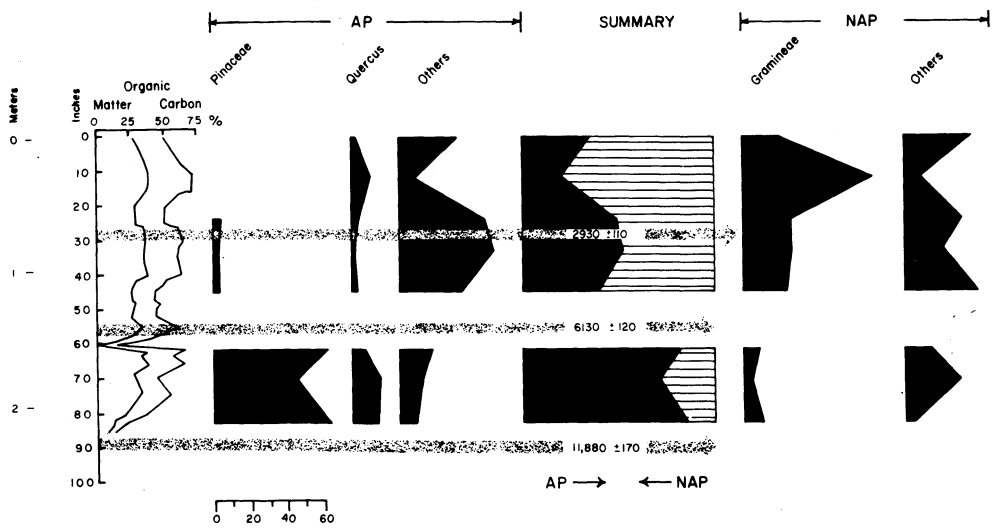 AP SUMMARY NAP
Pinaceae Quercus Others Gramineae Others
Organic
Matter Carbon
0 25 50 75 %
Meters
Inches
0
1
2
0
10
20
30
40
50
60
70
80
90
100
2930 ±110
6130 ±120
11,880 ±170
AP NAP
0 20 40 60